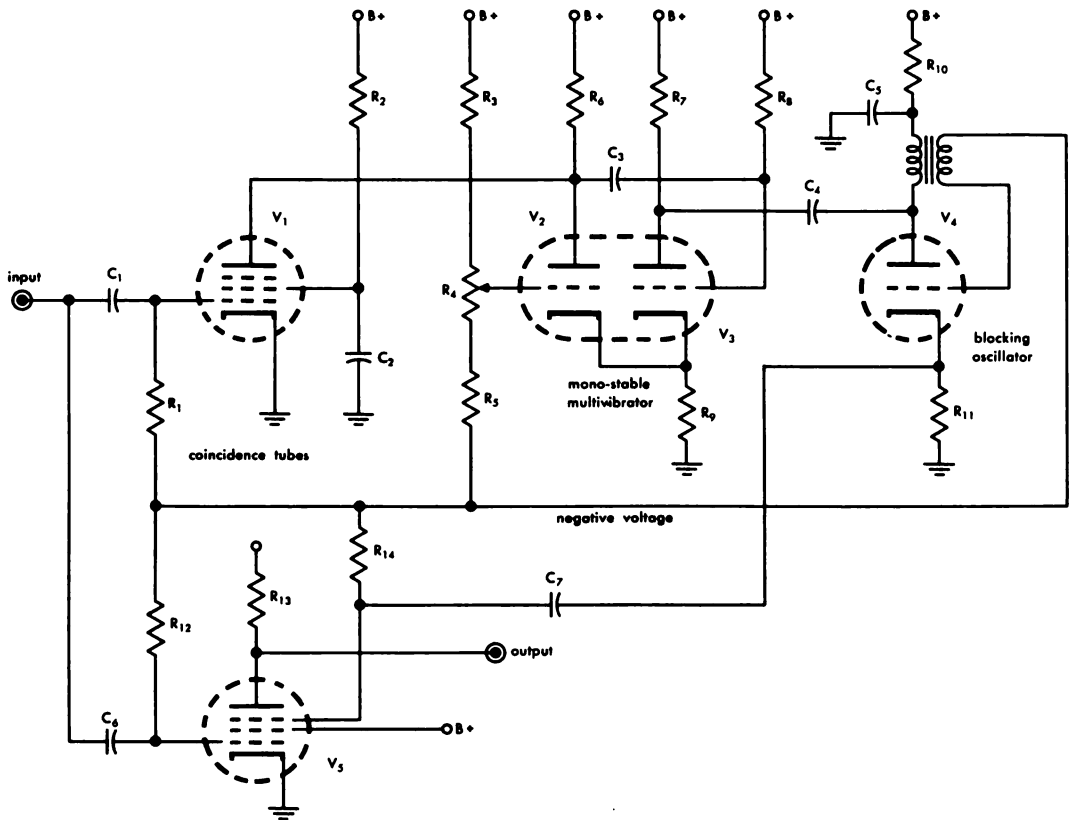 B+
B+
B+
B+
B+
B+
R10
R2
R3
R6
R7
R8
C5
C3
C4
V1
V2
V4
input
C1
R4
C2
V3
blocking
oscillator
mono-stable
multivibrator
R1
R5
R9
R11
coincidence tubes
negative voltage
R14
C7
R13
R12
output
C6
B+
V5